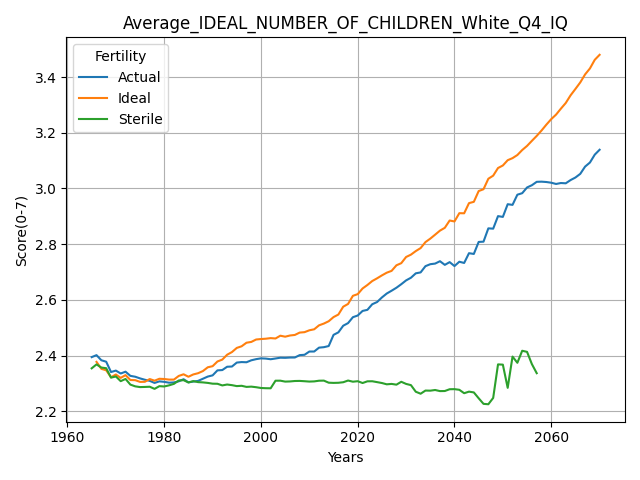 Average_IDEAL_NUMBER_OF_CHILDREN_White_Q4_IQ
Fertility
Actual
Ideal
Sterile
Score(0-7)
3.4
3.2
3.0
2.8
2.6
2.4
2.2
1960
1980
2000
2020
2040
2060
Years